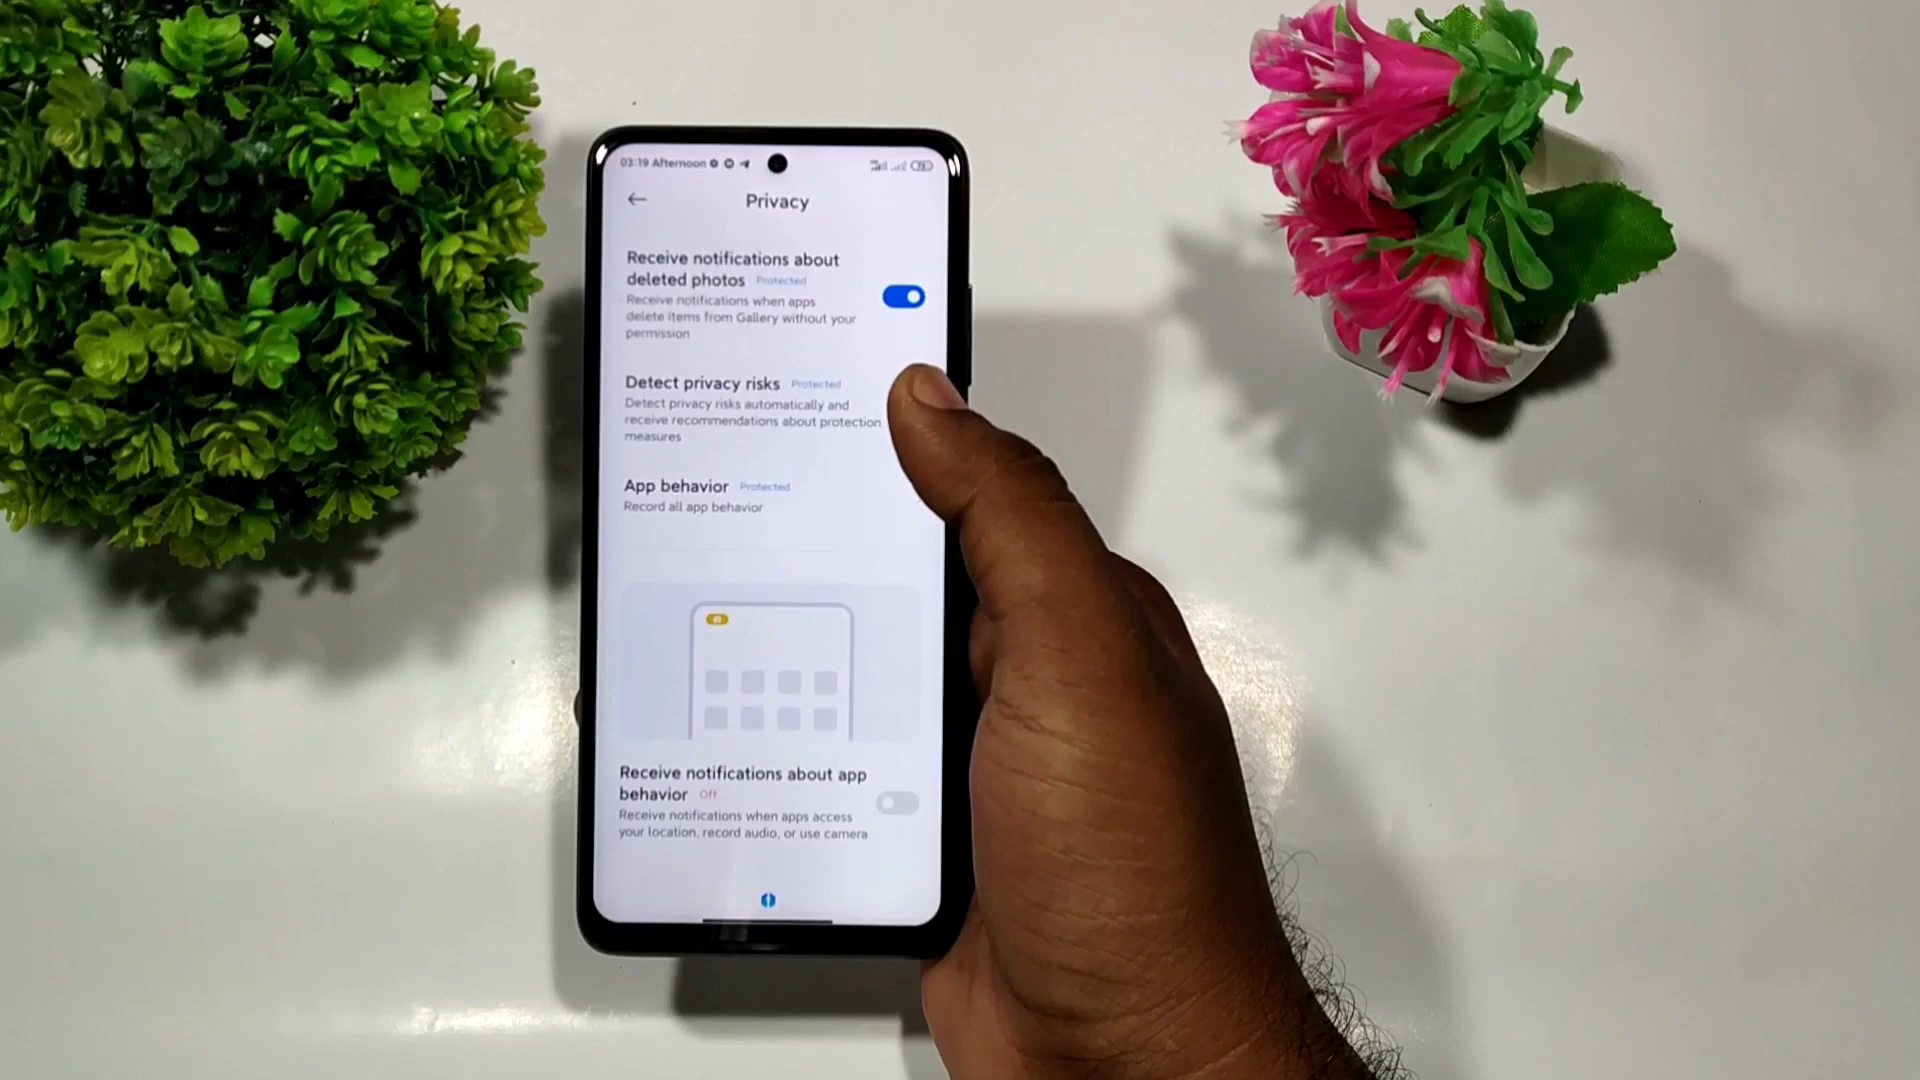 03:19 Afternoon
Privacy
Receive notifications about
deleted photos Protected
Receive notifications when apps
delete items from Gallery without your
permission
Detect privacy risks Protected
Detect privacy risks automatically and
receive recommendations about protection
measures
App behavior Protected
Record all app behavior
Receive notifications about app
behavior Off
Receive notifications when apps access
your location, record audio, or use camera